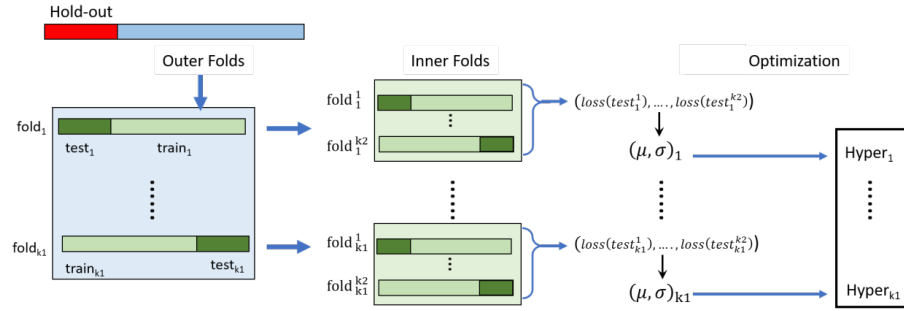 Hold-out
Outer Folds
Inner Folds
Optimization
fold₁
test₁
train₁
fold₁¹
⋮
fold₁ᵏ²
(loss(test₁¹), …., loss(test₁ᵏ²))
(μ, σ)₁
Hyper₁
foldₖ₁
trainₖ₁
testₖ₁
foldₖ₁¹
⋮
foldₖ₁ᵏ²
(loss(testₖ₁¹), …., loss(testₖ₁ᵏ²))
(μ, σ)ₖ₁
Hyperₖ₁